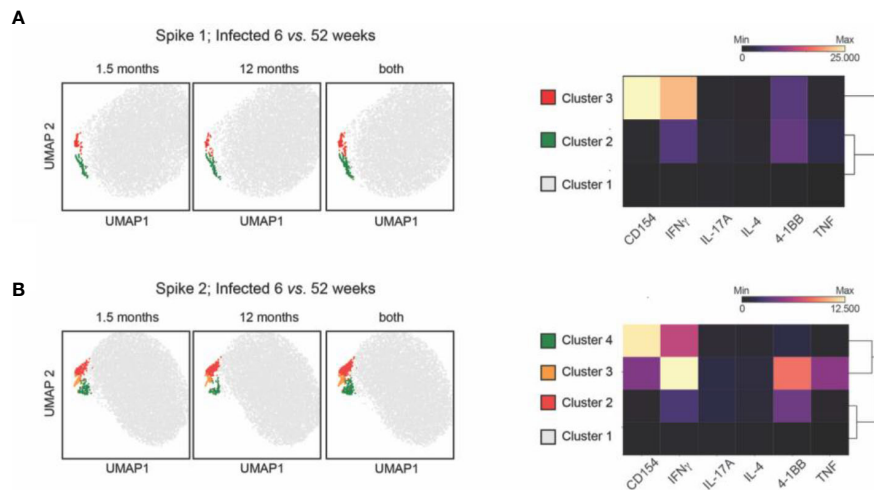 A
Spike 1; Infected 6 vs. 52 weeks
1.5 months
12 months
both
UMAP 2
UMAP1
UMAP1
UMAP1
Min
Max
0
25.000
Cluster 3
Cluster 2
Cluster 1
CD154
IFNγ
IL-17A
IL-4
4-1BB
TNF
B
Spike 2; Infected 6 vs. 52 weeks
1.5 months
12 months
both
UMAP 2
UMAP1
UMAP1
UMAP1
Min
Max
0
12.500
Cluster 4
Cluster 3
Cluster 2
Cluster 1
CD154
IFNγ
IL-17A
IL-4
4-1BB
TNF